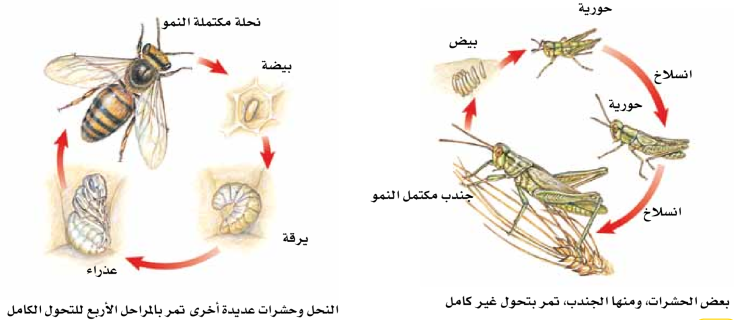 حورية
بيض
انسلاخ
حورية
جندب مكتمل النمو
انسلاخ
بعض الحشرات، ومنها الجندب، تمر بتحول غير كامل
نحلة مكتملة النمو
بيضة
يرقة
عذراء
النحل وحشرات عديدة أخرى تمر بالمراحل الأربع للتحول الكامل